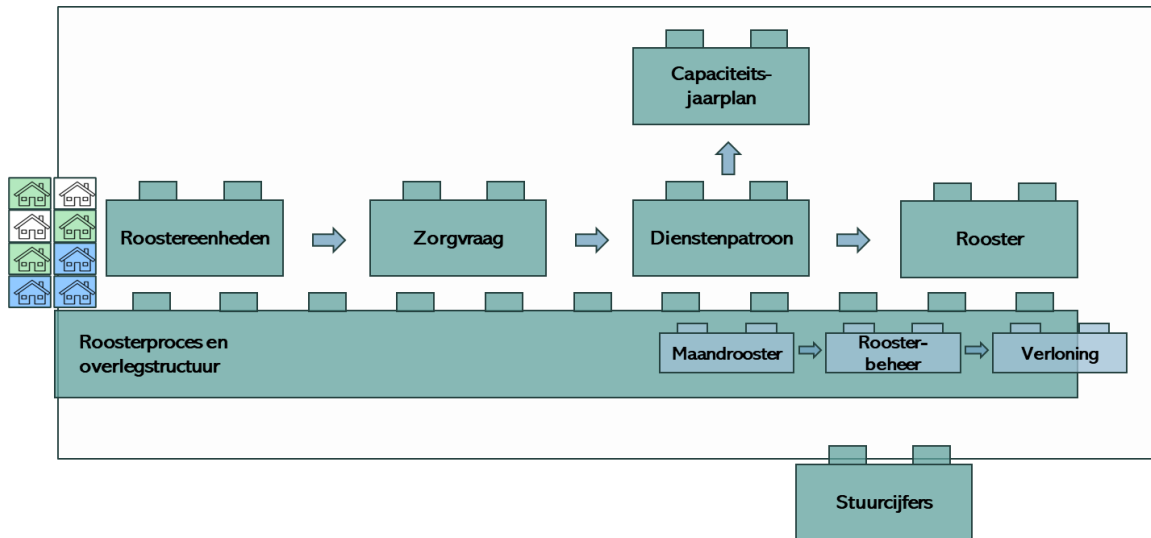 Capaciteits-
jaarplan
Roostereenheden
Zorgvraag
Dienstenpatroon
Rooster
Roosterproces en
overlegstructuur
Maandrooster
Rooster-
beheer
Verloning
Stuurcijfers